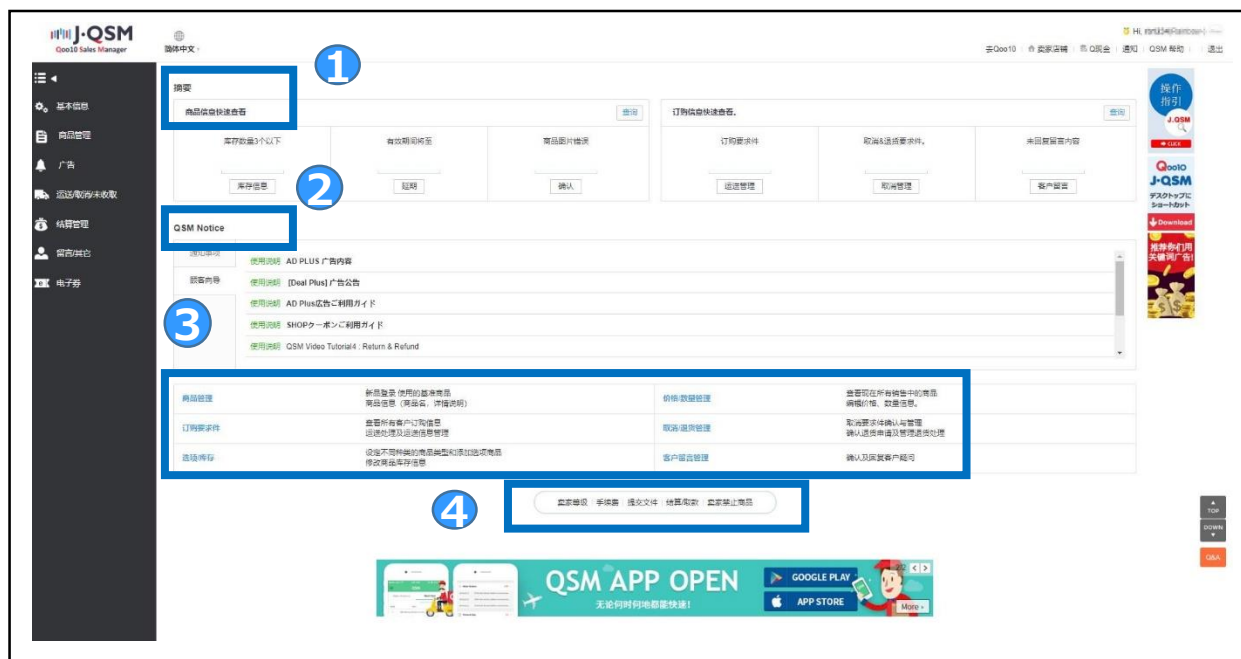 J·QSM
Qoo10 Sales Manager
简体中文
Hi,
去Qoo10 卖家店铺 Q现金 通知 QSM 帮助 退出
1
基本信息
商品管理
广告
运送/取消/未收取
结算管理
留言/其它
电子券
摘要
商品信息快速查看
查询
库存数量3个以下
有效期间将至
商品图片错误
库存信息
延期
确认
订购信息快速查看。
查询
订购要求件
取消&退货要求件。
未回复留言内容
运送管理
取消管理
客户留言
2
QSM Notice
通知事项
顾客向导
使用说明 AD PLUS 广告内容
使用说明 [Deal Plus] 广告公告
使用说明 AD Plus広告ご利用ガイド
使用说明 SHOPクーポンご利用ガイド
使用说明 QSM Video Tutorial4 : Return & Refund
3
商品管理
新品登录 使用的基准商品
商品信息（商品名，详情说明）
价格/数量管理
查看现在所有销售中的商品
编辑价格、数量信息。
订购要求件
查看所有客户订购信息
运送处理及运送信息管理
取消/退货管理
取消要求件确认与管理
确认退货申请及管理退货处理
选项/库存
设定不同种类的商品类型和添加选项商品
修改商品库存信息
客户留言管理
确认及回复客户疑问
4
卖家等级 手续费 提交文件 结算/取款 卖家禁止商品
QSM APP OPEN
无论何时何地都能快速!
GOOGLE PLAY
APP STORE
More
操作
指引
J.QSM
CLICK
Qoo10
J·QSM
デスクトップに
ショートカット
Download
推荐你们用
关键词广告!
TOP
DOWN
Q&A